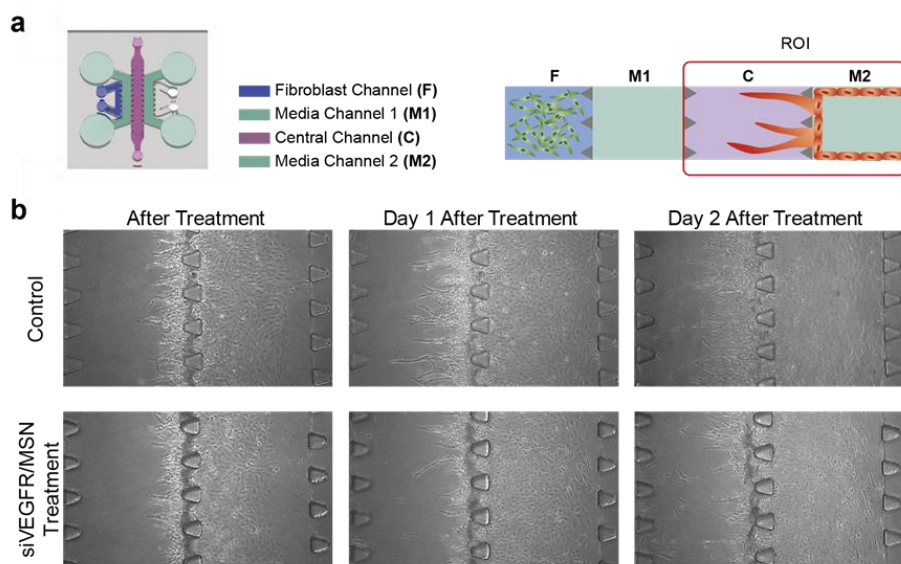 a
Fibroblast Channel (F)
Media Channel 1 (M1)
Central Channel (C)
Media Channel 2 (M2)
ROI
F M1 C M2
b
After Treatment Day 1 After Treatment Day 2 After Treatment
Control
siVEGFR/MSN
Treatment